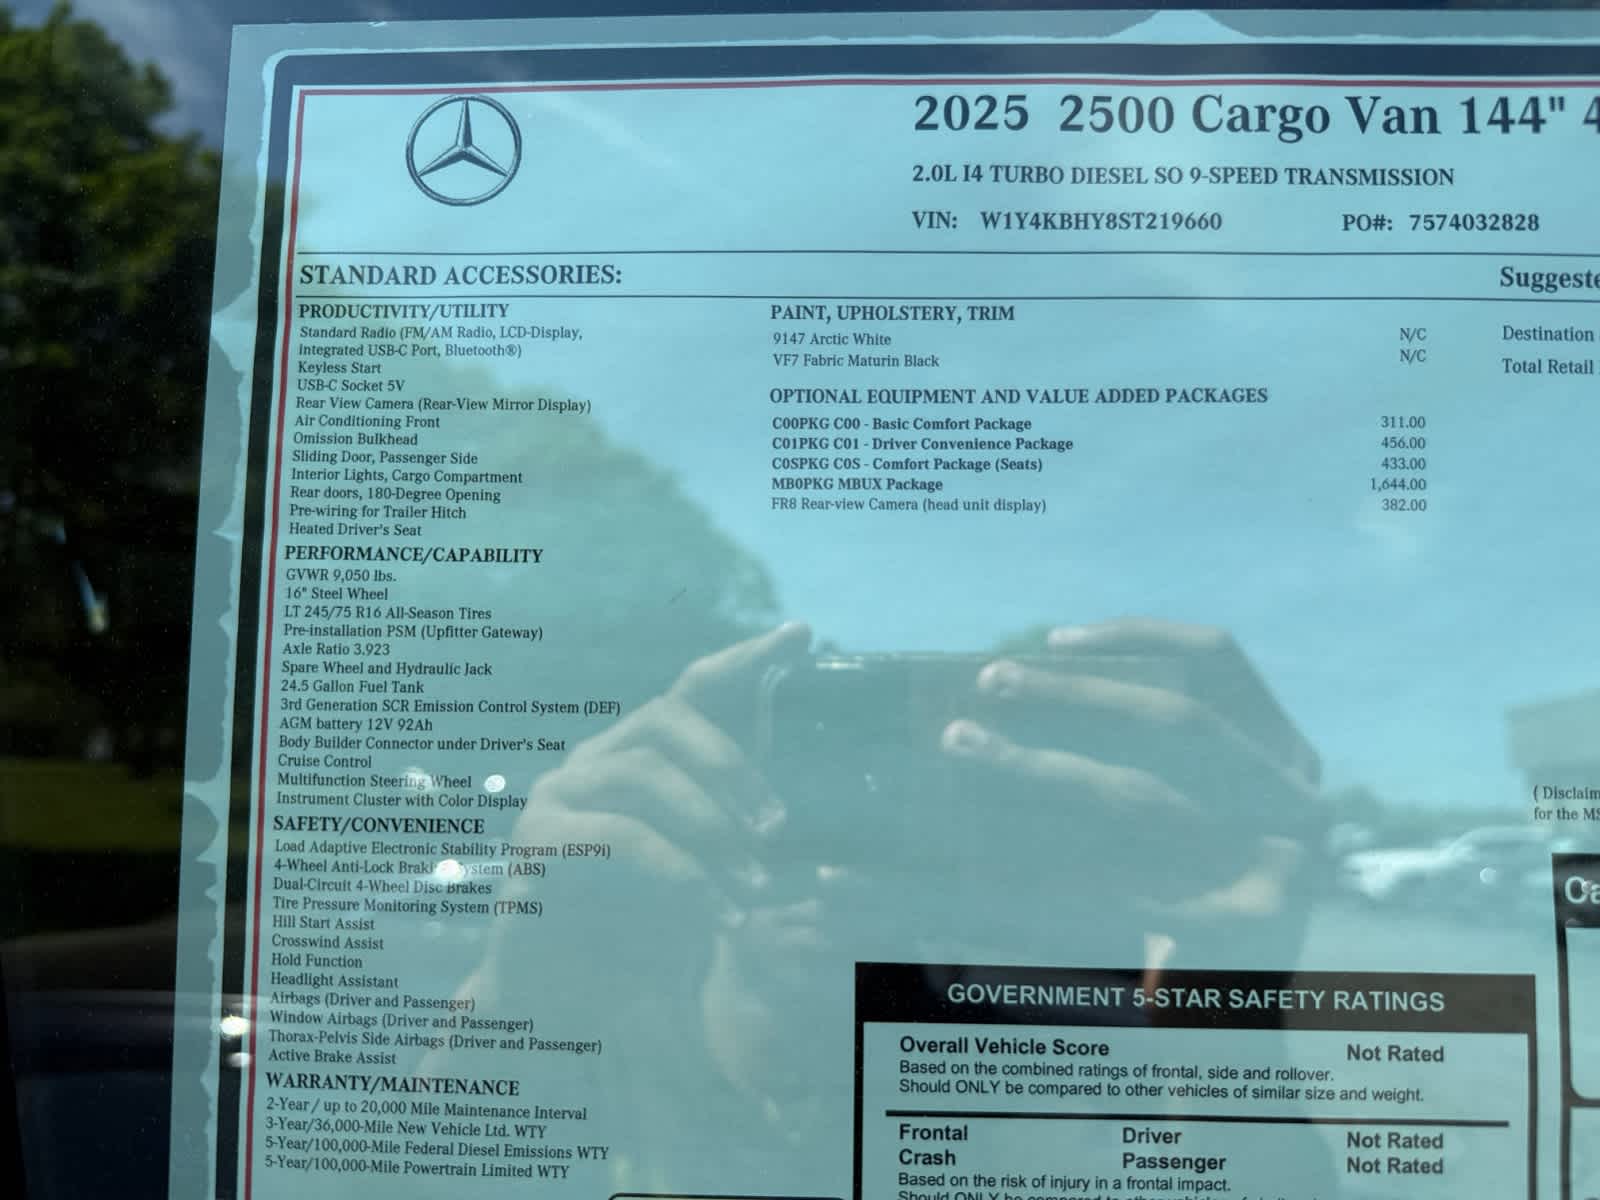 2025 2500 Cargo Van 144" 4
2.0L I4 TURBO DIESEL SO 9-SPEED TRANSMISSION
VIN: W1Y4KBHY8ST219660 PO#: 7574032828
STANDARD ACCESSORIES:
Suggeste
PRODUCTIVITY/UTILITY
Standard Radio (FM/AM Radio, LCD-Display,
Integrated USB-C Port, Bluetooth®)
Keyless Start
USB-C Socket 5V
Rear View Camera (Rear-View Mirror Display)
Air Conditioning Front
Omission Bulkhead
Sliding Door, Passenger Side
Interior Lights, Cargo Compartment
Rear doors, 180-Degree Opening
Pre-wiring for Trailer Hitch
Heated Driver's Seat
PERFORMANCE/CAPABILITY
GVWR 9,050 lbs.
16" Steel Wheel
LT 245/75 R16 All-Season Tires
Pre-installation PSM (Upfitter Gateway)
Axle Ratio 3.923
Spare Wheel and Hydraulic Jack
24.5 Gallon Fuel Tank
3rd Generation SCR Emission Control System (DEF)
AGM battery 12V 92Ah
Body Builder Connector under Driver's Seat
Cruise Control
Multifunction Steering Wheel
Instrument Cluster with Color Display
SAFETY/CONVENIENCE
Load Adaptive Electronic Stability Program (ESP9i)
4-Wheel Anti-Lock Braking System (ABS)
Dual-Circuit 4-Wheel Disc Brakes
Tire Pressure Monitoring System (TPMS)
Hill Start Assist
Crosswind Assist
Hold Function
Headlight Assistant
Airbags (Driver and Passenger)
Window Airbags (Driver and Passenger)
Thorax-Pelvis Side Airbags (Driver and Passenger)
Active Brake Assist
WARRANTY/MAINTENANCE
2-Year / up to 20,000 Mile Maintenance Interval
3-Year/36,000-Mile New Vehicle Ltd. WTY
5-Year/100,000-Mile Federal Diesel Emissions WTY
5-Year/100,000-Mile Powertrain Limited WTY
PAINT, UPHOLSTERY, TRIM
9147 Arctic White N/C
VF7 Fabric Maturin Black N/C
OPTIONAL EQUIPMENT AND VALUE ADDED PACKAGES
C00PKG C00 - Basic Comfort Package 311.00
C01PKG C01 - Driver Convenience Package 456.00
C0SPKG C0S - Comfort Package (Seats) 433.00
MB0PKG MBUX Package 1,644.00
FR8 Rear-view Camera (head unit display) 382.00
Destination
Total Retail
( Disclaim
for the MS
Ca
GOVERNMENT 5-STAR SAFETY RATINGS
Overall Vehicle Score Not Rated
Based on the combined ratings of frontal, side and rollover.
Should ONLY be compared to other vehicles of similar size and weight.
Frontal Driver Not Rated
Crash Passenger Not Rated
Based on the risk of injury in a frontal impact.
Should ONLY be compared to other vehicles of